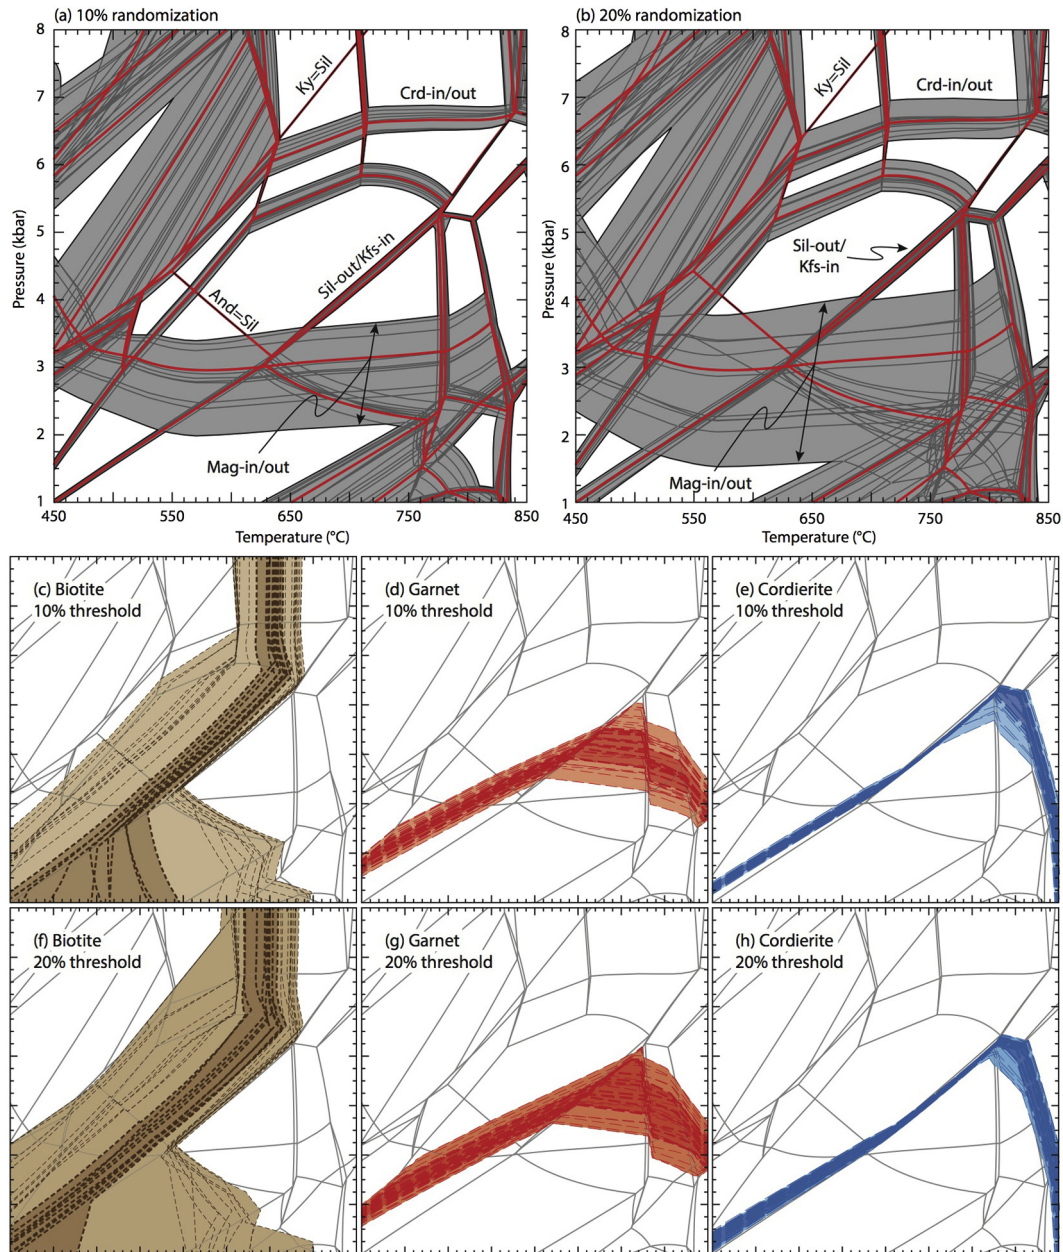 (a) 10% randomization
(b) 20% randomization
8
7
6
5
4
3
2
1
Pressure (kbar)
Ky=Sil
Crd-in/out
Sil-out/Kfs-in
And=Sil
Mag-in/out
450
550
650
750
850
Temperature (°C)
8
7
6
5
4
3
2
1
Pressure (kbar)
Ky=Sil
Crd-in/out
Sil-out/
Kfs-in
Mag-in/out
450
550
650
750
850
Temperature (°C)
(c) Biotite
10% threshold
(d) Garnet
10% threshold
(e) Cordierite
10% threshold
(f) Biotite
20% threshold
(g) Garnet
20% threshold
(h) Cordierite
20% threshold